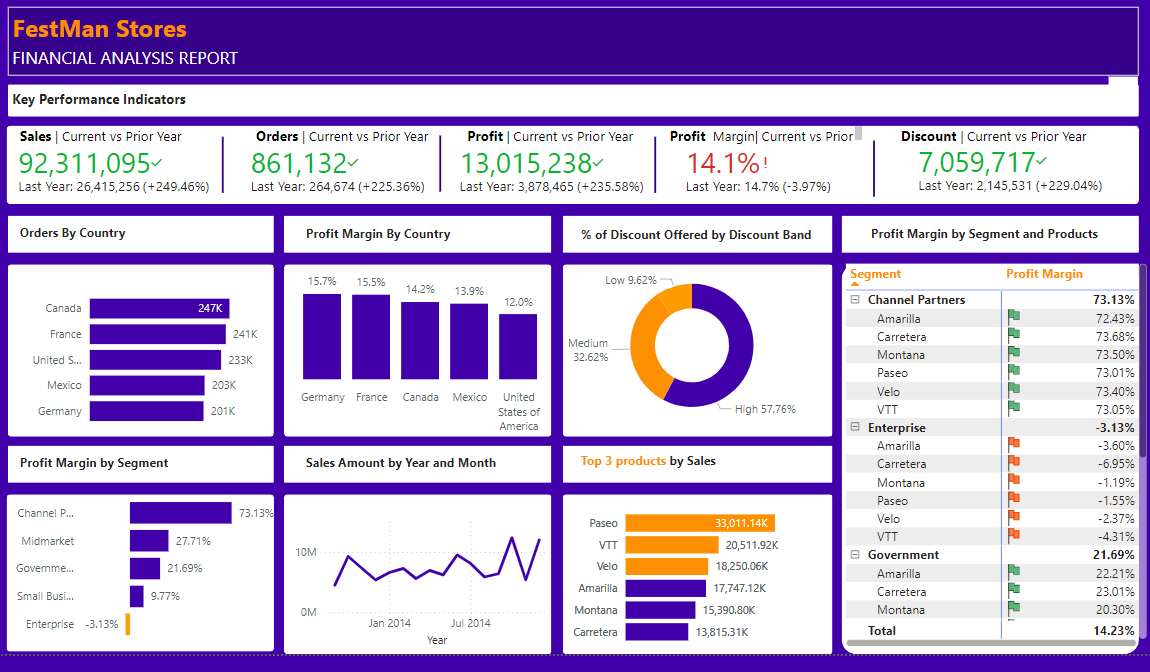 FestMan Stores
FINANCIAL ANALYSIS REPORT
Key Performance Indicators
Sales | Current vs Prior Year
92,311,095✓
Last Year: 26,415,256 (+249.46%)
Orders | Current vs Prior Year
861,132✓
Last Year: 264,674 (+225.36%)
Profit | Current vs Prior Year
13,015,238✓
Last Year: 3,878,465 (+235.58%)
Profit Margin| Current vs Prior
14.1%!
Last Year: 14.7% (-3.97%)
Discount | Current vs Prior Year
7,059,717✓
Last Year: 2,145,531 (+229.04%)
Orders By Country
Canada 247K
France 241K
United S... 233K
Mexico 203K
Germany 201K
Profit Margin By Country
15.7% 15.5% 14.2% 13.9% 12.0%
Germany France Canada Mexico United
States of
America
% of Discount Offered by Discount Band
Low 9.62%
Medium
32.62%
High 57.76%
Profit Margin by Segment and Products
Segment Profit Margin
Channel Partners 73.13%
Amarilla 72.43%
Carretera 73.68%
Montana 73.50%
Paseo 73.01%
Velo 73.40%
VTT 73.05%
Enterprise -3.13%
Amarilla -3.60%
Carretera -6.95%
Montana -1.19%
Paseo -1.55%
Velo -2.37%
VTT -4.31%
Government 21.69%
Amarilla 22.21%
Carretera 23.01%
Montana 20.30%
Total 14.23%
Profit Margin by Segment
Channel P... 73.13%
Midmarket 27.71%
Governme... 21.69%
Small Busi... 9.77%
Enterprise -3.13%
Sales Amount by Year and Month
10M
0M
Jan 2014 Jul 2014
Year
Top 3 products by Sales
Paseo 33,011.14K
VTT 20,511.92K
Velo 18,250.06K
Amarilla 17,747.12K
Montana 15,390.80K
Carretera 13,815.31K